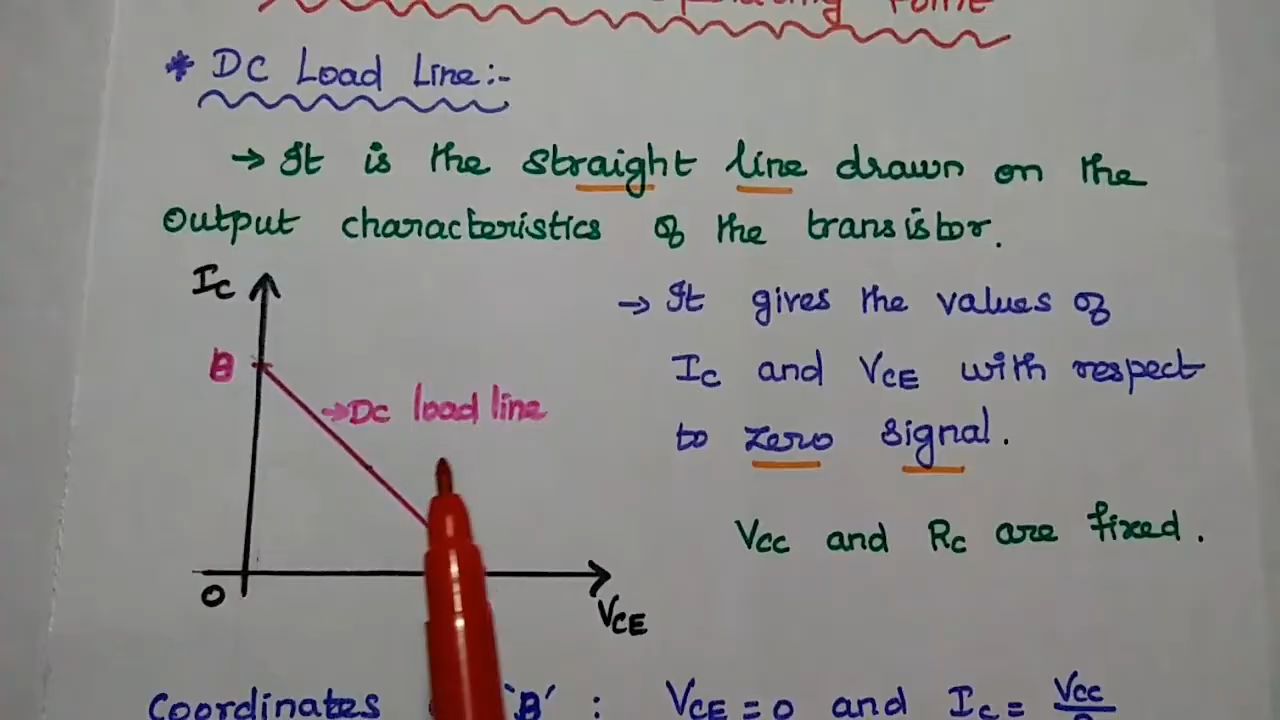 Operating Point
* DC Load Line:-
→ It is the straight line drawn on the
output characteristics of the transistor.
Ic
B
→ DC load line
0
VCE
→ It gives the values of
Ic and VCE with respect
to zero signal.
Vcc and Rc are fixed.
Coordinates 'B' : VCE = 0 and Ic = Vcc